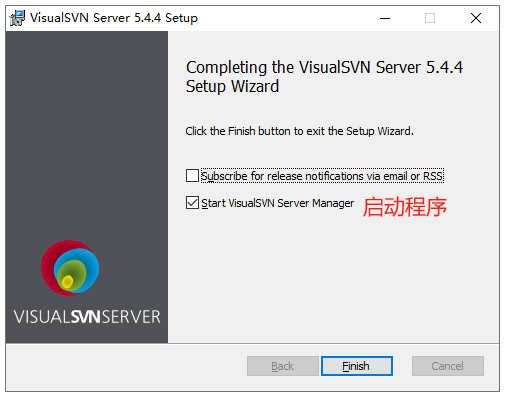 VisualSVN Server 5.4.4 Setup
Completing the VisualSVN Server 5.4.4
Setup Wizard
Click the Finish button to exit the Setup Wizard.
Subscribe for release notifications via email or RSS
Start VisualSVN Server Manager 启动程序
VISUALSVNSERVER
Back Finish Cancel